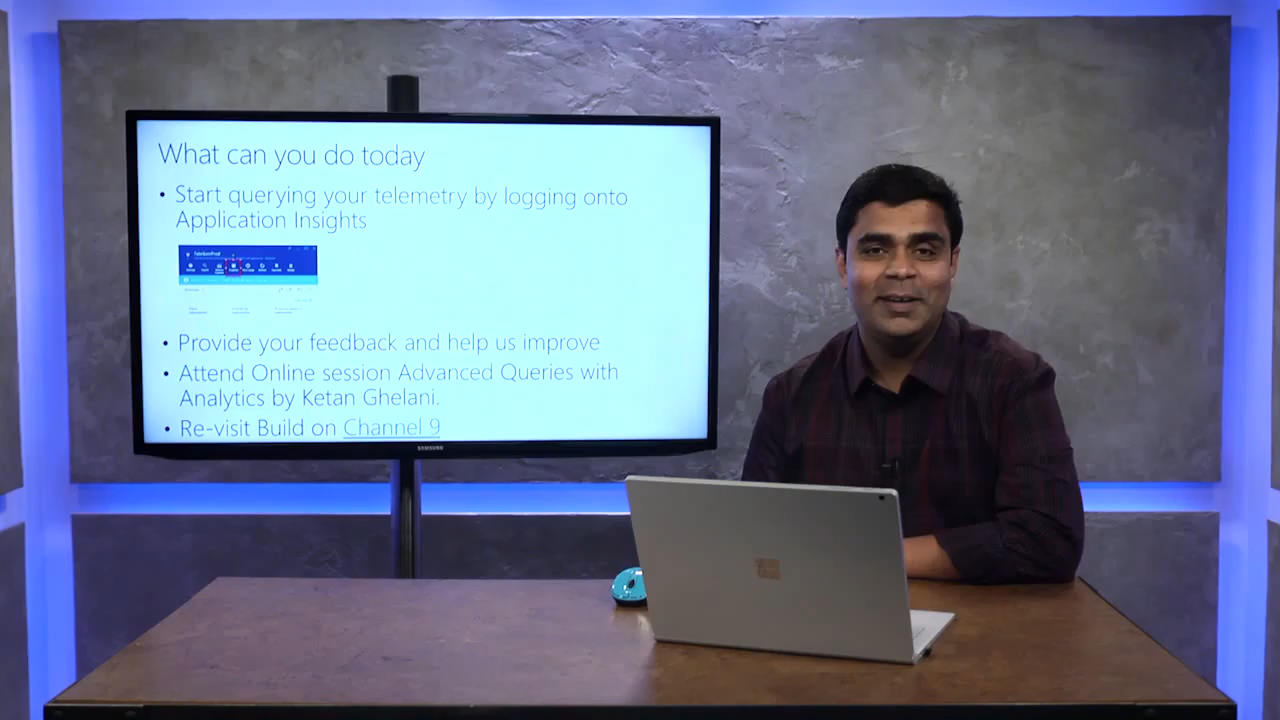 What can you do today
• Start querying your telemetry by logging onto
Application Insights
FabrikamProd
• Provide your feedback and help us improve
• Attend Online session Advanced Queries with
Analytics by Ketan Ghelani.
• Re-visit Build on Channel 9
SAMSUNG